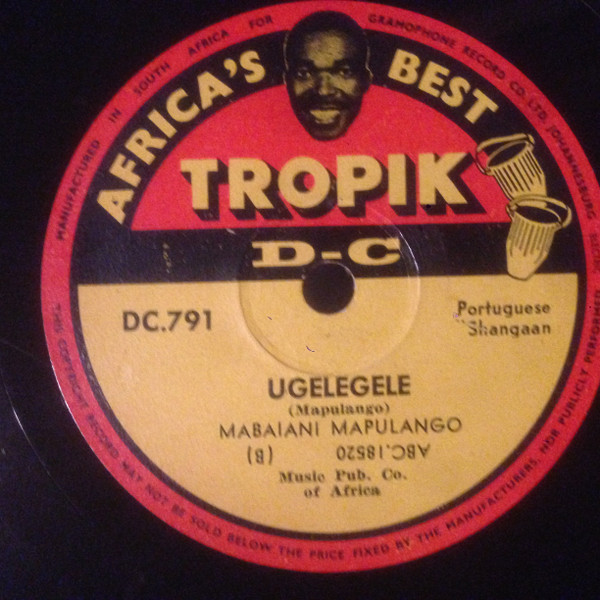 MANUFACTURED IN SOUTH AFRICA FOR GRAMOPHONE RECORD CO. LTD. JOHANNESBURG
AFRICA'S BEST
TROPIK
D-C
DC.791
Portuguese
Shangaan
UGELEGELE
(Mapulango)
MABAIANI MAPULANGO
ABC.18520 (B)
Music Pub. Co.
of Africa
THIS COPYRIGHT RECORD MAY NOT BE SOLD BELOW THE PRICE FIXED BY THE MANUFACTURERS, NOR PUBLICLY PERFORMED